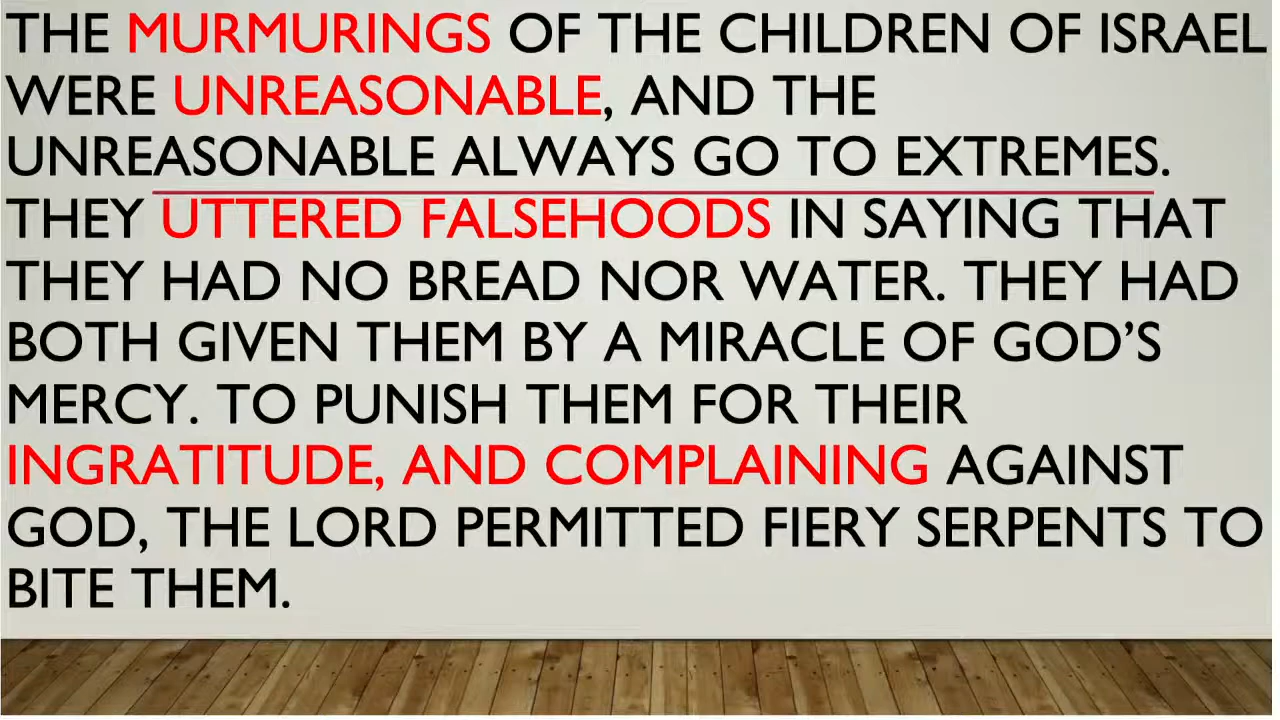 THE MURMURINGS OF THE CHILDREN OF ISRAEL
WERE UNREASONABLE, AND THE
UNREASONABLE ALWAYS GO TO EXTREMES.
THEY UTTERED FALSEHOODS IN SAYING THAT
THEY HAD NO BREAD NOR WATER. THEY HAD
BOTH GIVEN THEM BY A MIRACLE OF GOD’S
MERCY. TO PUNISH THEM FOR THEIR
INGRATITUDE, AND COMPLAINING AGAINST
GOD, THE LORD PERMITTED FIERY SERPENTS TO
BITE THEM.